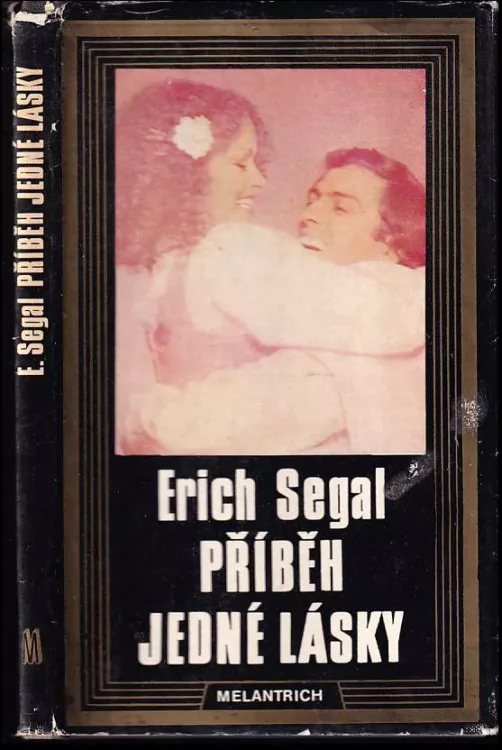 E. Segal PŘÍBĚH JEDNÉ LÁSKY
M
Erich Segal
PŘÍBĚH
JEDNÉ LÁSKY
MELANTRICH